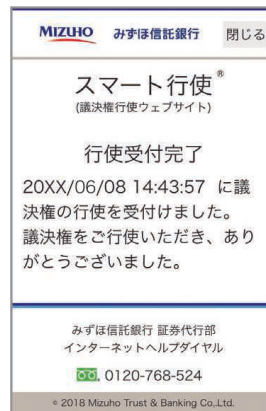 MIZUHO みずほ信託銀行 閉じる
スマート行使®
(議決権行使ウェブサイト)
行使受付完了
20XX/06/08 14:43:57 に議
決権の行使を受付けました。
議決権をご行使いただき、あり
がとうございました。
みずほ信託銀行 証券代行部
インターネットヘルプダイヤル
0120-768-524
© 2018 Mizuho Trust & Banking Co.,Ltd.